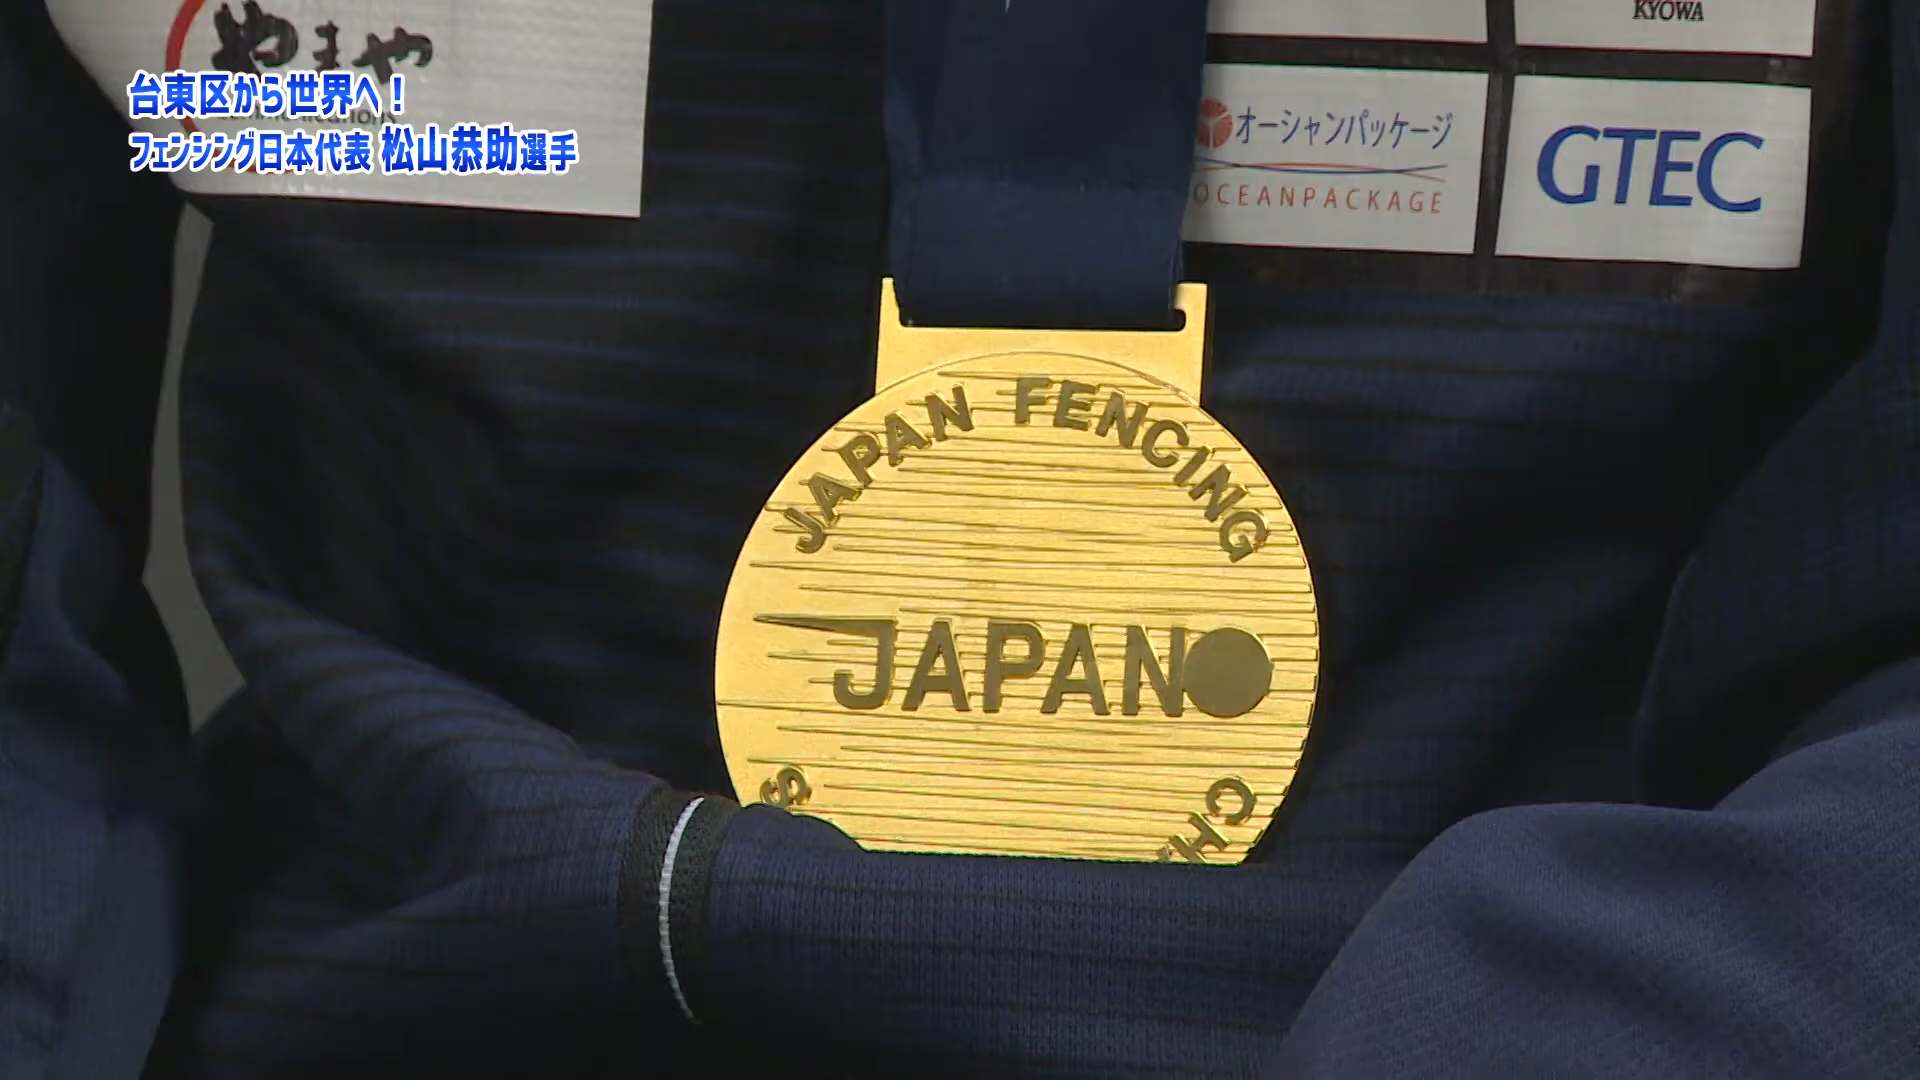 やまや
communications
台東区から世界へ!
フェンシング日本代表 松山恭助選手
KYOWA
オーシャンパッケージ
OCEANPACKAGE
GTEC
JAPAN FENCING
JAPAN
S
CH